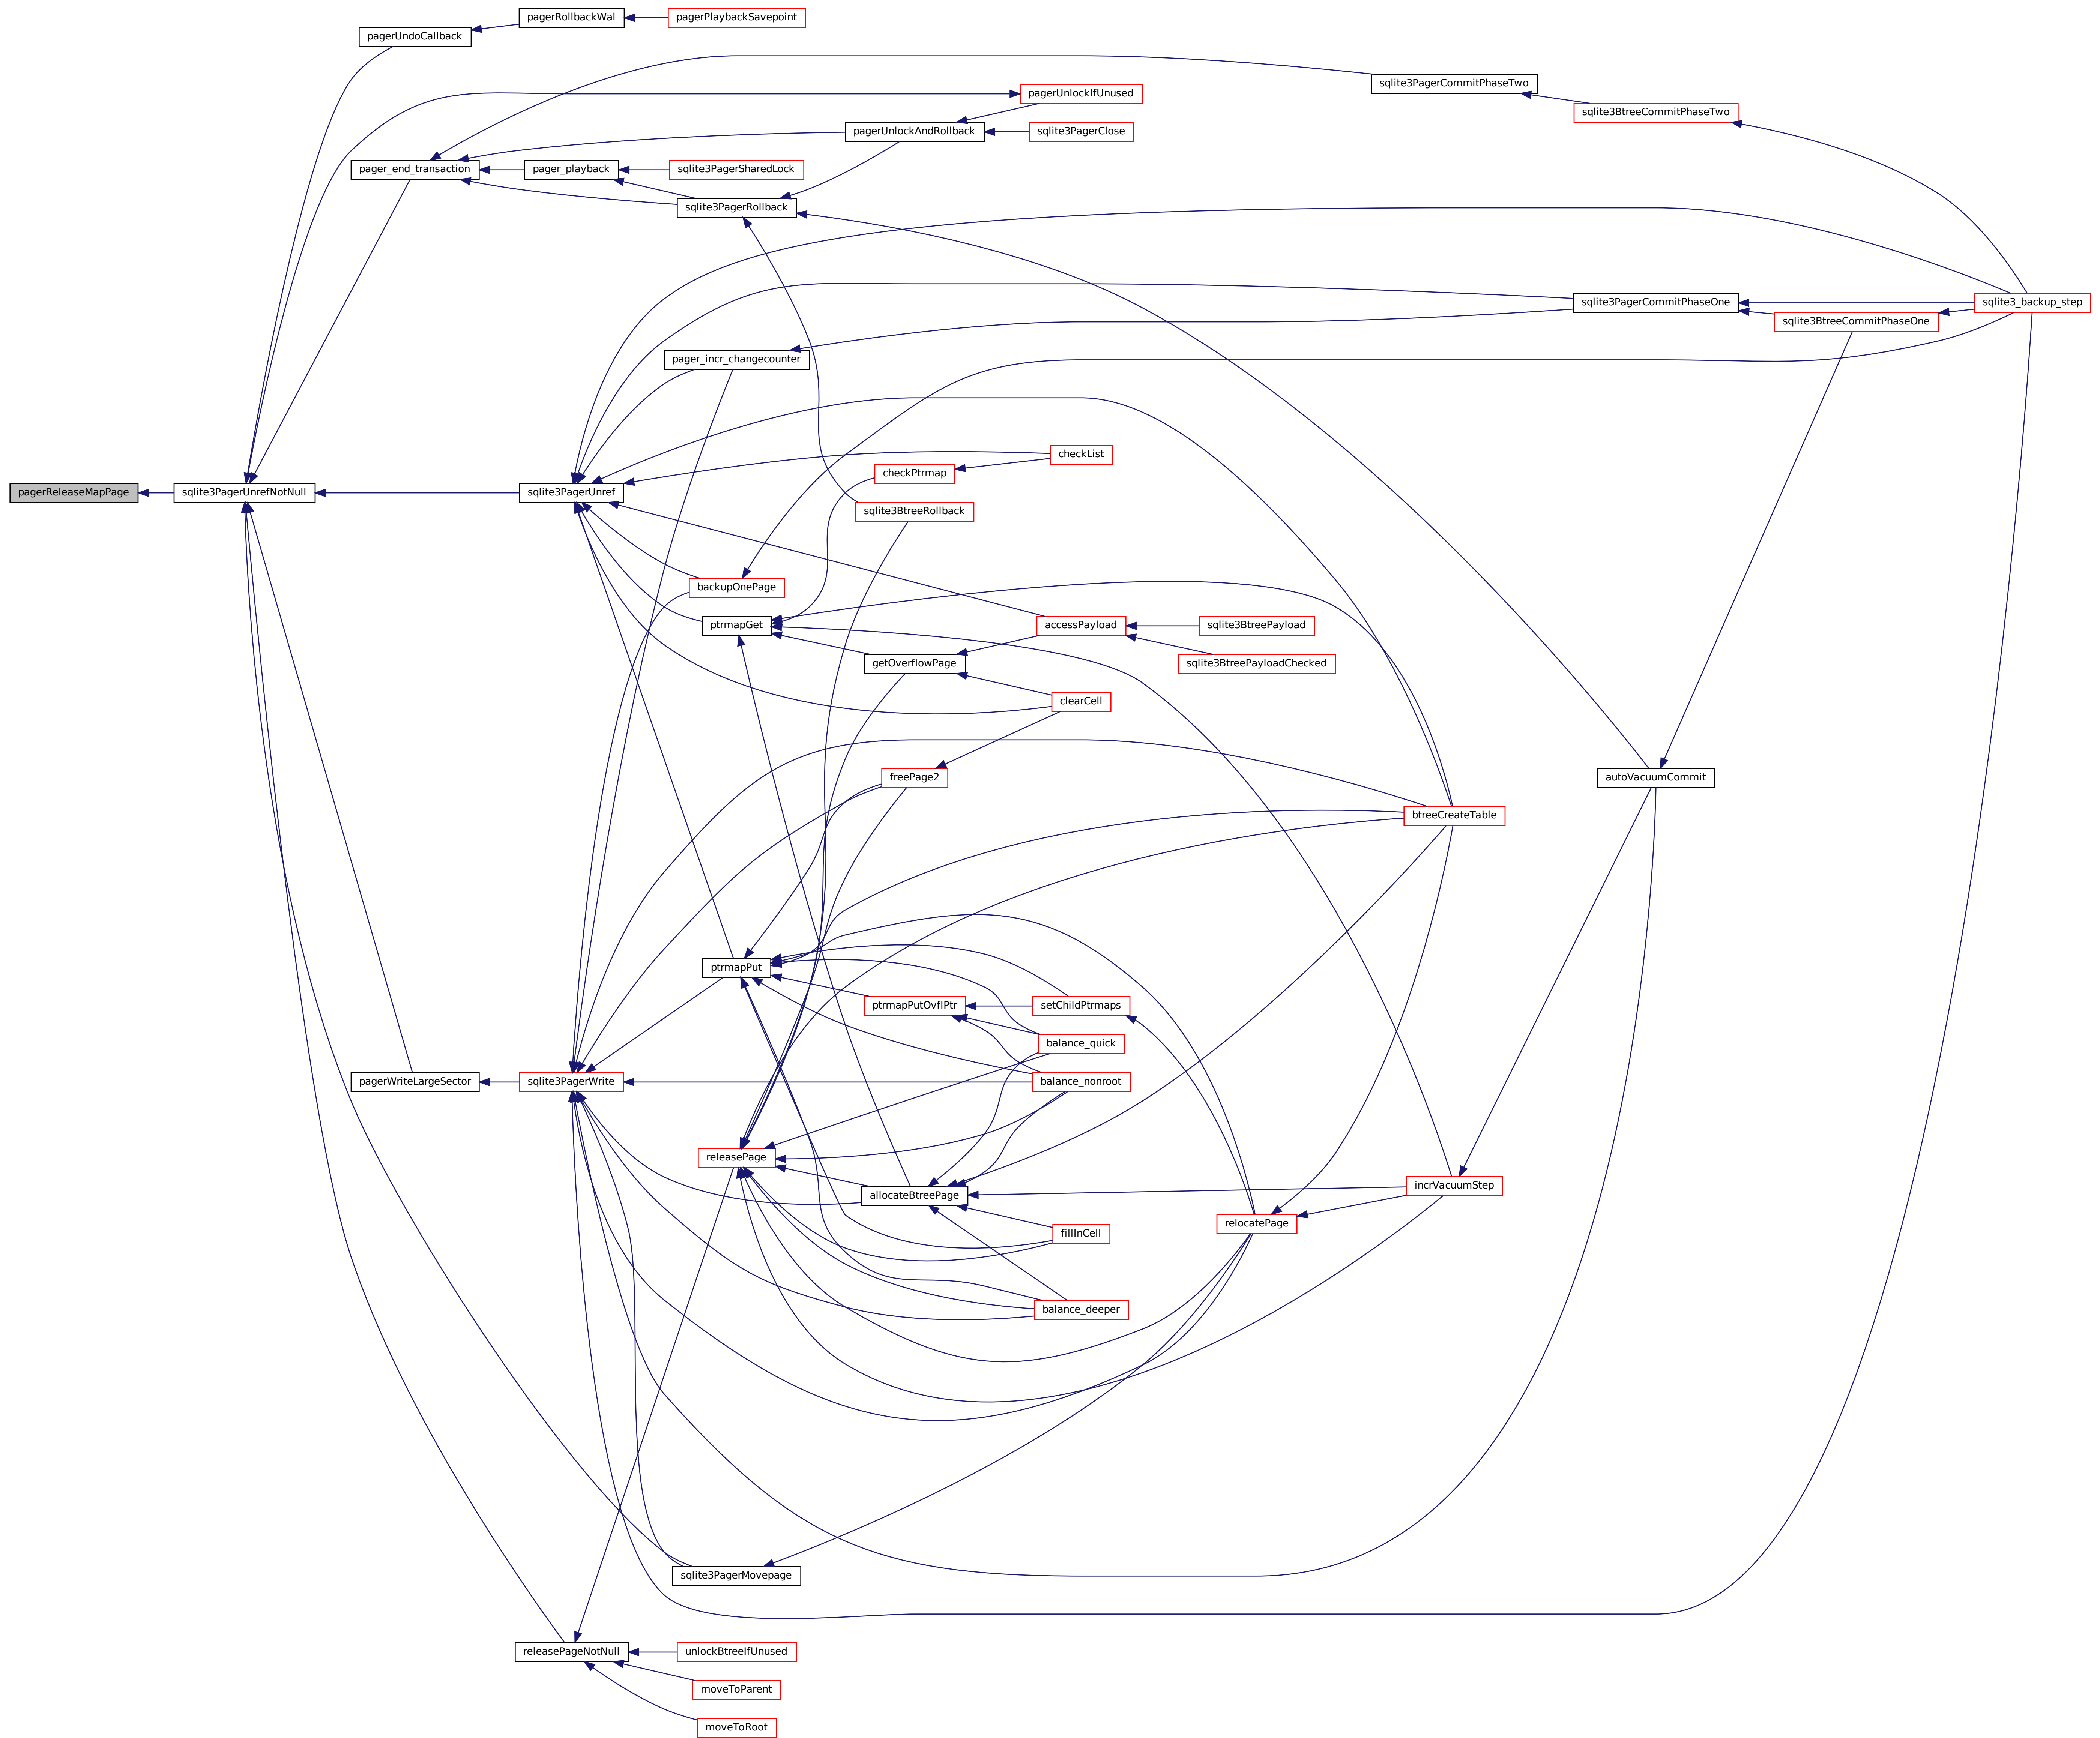 pagerRollbackWal
pagerPlaybackSavepoint
pagerUndoCallback
sqlite3PagerCommitPhaseTwo
pagerUnlockIfUnused
sqlite3BtreeCommitPhaseTwo
pagerUnlockAndRollback
sqlite3PagerClose
pager_end_transaction
pager_playback
sqlite3PagerSharedLock
sqlite3PagerRollback
sqlite3PagerCommitPhaseOne
sqlite3_backup_step
sqlite3BtreeCommitPhaseOne
pager_incr_changecounter
checkList
checkPtrmap
pagerReleaseMapPage
sqlite3PagerUnrefNotNull
sqlite3PagerUnref
sqlite3BtreeRollback
backupOnePage
ptrmapGet
accessPayload
sqlite3BtreePayload
getOverflowPage
sqlite3BtreePayloadChecked
clearCell
freePage2
autoVacuumCommit
btreeCreateTable
ptrmapPut
ptrmapPutOvflPtr
setChildPtrmaps
balance_quick
pagerWriteLargeSector
sqlite3PagerWrite
balance_nonroot
releasePage
allocateBtreePage
incrVacuumStep
fillInCell
relocatePage
balance_deeper
sqlite3PagerMovepage
releasePageNotNull
unlockBtreeIfUnused
moveToParent
moveToRoot